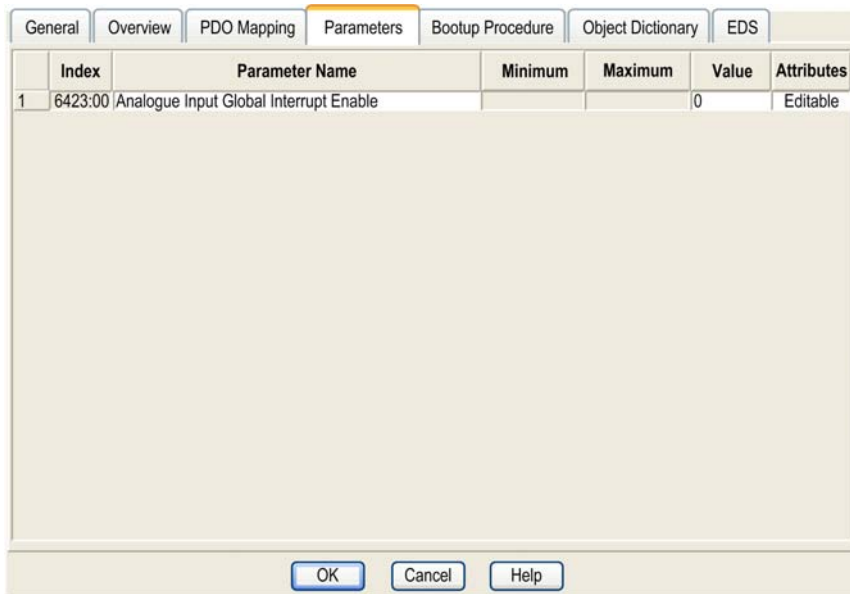 General Overview PDO Mapping Parameters Bootup Procedure Object Dictionary EDS
Index Parameter Name Minimum Maximum Value Attributes
1 6423:00 Analogue Input Global Interrupt Enable 0 Editable
OK Cancel Help